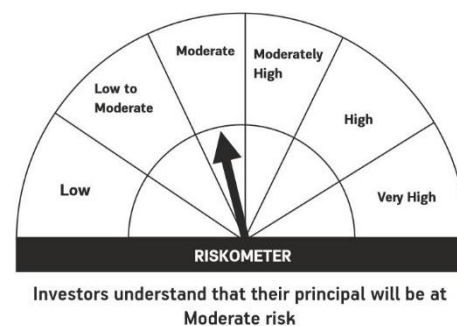 Moderate
Moderately
High
Low to
Moderate
High
Low
Very High
RISKOMETER
Investors understand that their principal will be at
Moderate risk